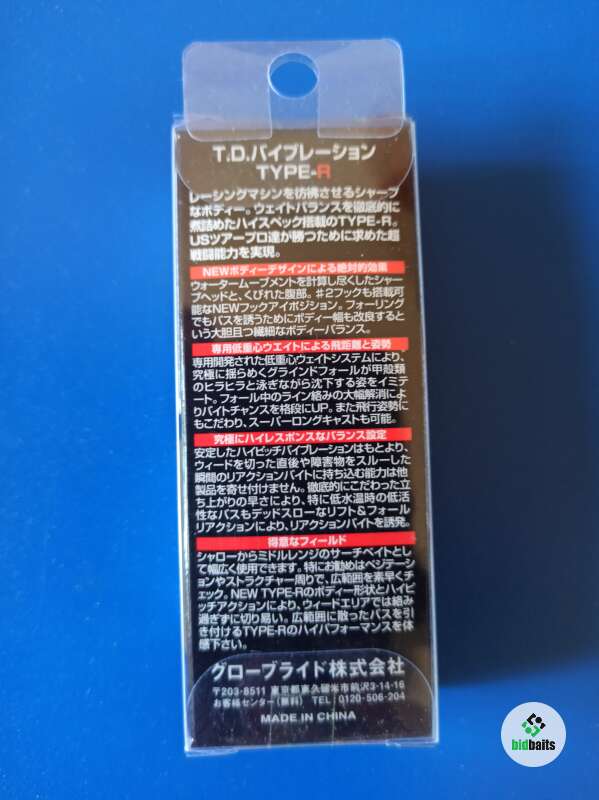 T.D.バイブレーション
TYPE-R
レーシングマシンを彷彿させるシャープ
なボディー。ウェイトバランスを徹底的に
煮詰めたハイスペック搭載のTYPE-R。
USツアープロ達が勝つために求めた超
戦闘能力を実現。
NEWボディーデザインによる絶対的効果
ウォータームーブメントを計算し尽くしたシャー
プヘッドと、くびれた腹部。♯2フックも搭載可
能なNEWフックアイポジション。フォーリング
でもバスを誘うためにボディー幅も改良すると
いう大胆且つ繊細なボディーバランス。
専用低重心ウエイトによる飛距離と姿勢
専用開発された低重心ウェイトシステムにより、
究極に揺らめくグラインドフォールが甲殻類
のヒラヒラと泳ぎながら沈下する姿をイミテ
ート。フォール中のライン絡みの大幅解消によ
りバイトチャンスを格段にUP。また飛行姿勢に
もこだわり、スーパーロングキャストも可能。
究極にハイレスポンスなバランス設定
安定したハイピッチバイブレーションはもとより、
ウィードを切った直後や障害物をスルーした
瞬間のリアクションバイトに持ち込む能力は他
製品を寄せ付けません。徹底的にこだわった立
ち上がりの早さにより、特に低水温時の低活
性なバスもデッドスローなリフト&フォール
リアクションにより、リアクションバイトを誘発。
得意なフィールド
シャローからミドルレンジのサーチベイトとし
て幅広く使用できます。特にお勧めはベジテーシ
ョンやストラクチャー周りで、広範囲を素早くチ
ェック。NEW TYPE-Rのボディー形状とハイピ
ッチアクションにより、ウィードエリアでは絡み
過ぎずに切り易い。広範囲に散ったバスを引
き付けるTYPE-Rのハイパフォーマンスを体
感下さい。
グローブライド株式会社
〒203-8511 東京都東久留米市前沢3-14-16
お客様センター(無料) TEL 0120-506-204
MADE IN CHINA
bidbaits